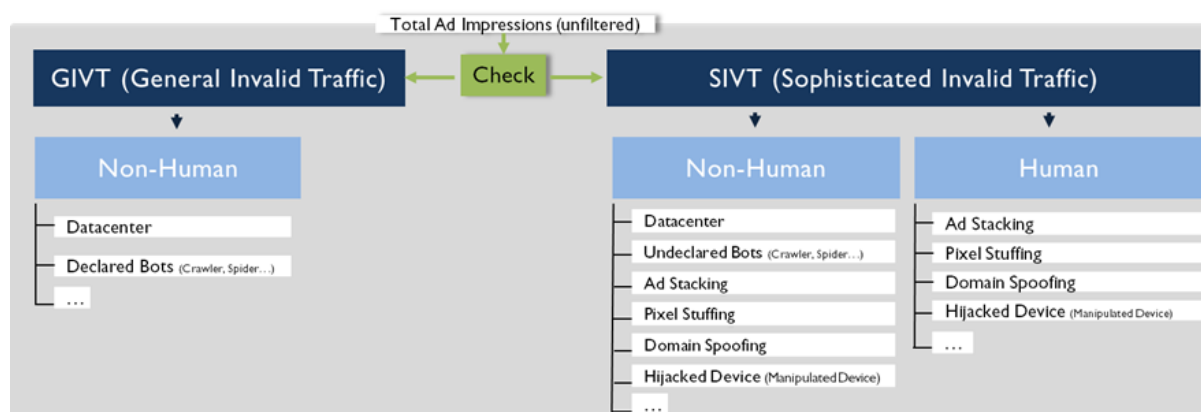 Total Ad Impressions (unfiltered)
Check
GIVT (General Invalid Traffic)
Non-Human
Datacenter
Declared Bots (Crawler, Spider…)
…
SIVT (Sophisticated Invalid Traffic)
Non-Human
Datacenter
Undeclared Bots (Crawler, Spider…)
Ad Stacking
Pixel Stuffing
Domain Spoofing
Hijacked Device (Manipulated Device)
…
Human
Ad Stacking
Pixel Stuffing
Domain Spoofing
Hijacked Device (Manipulated Device)
…